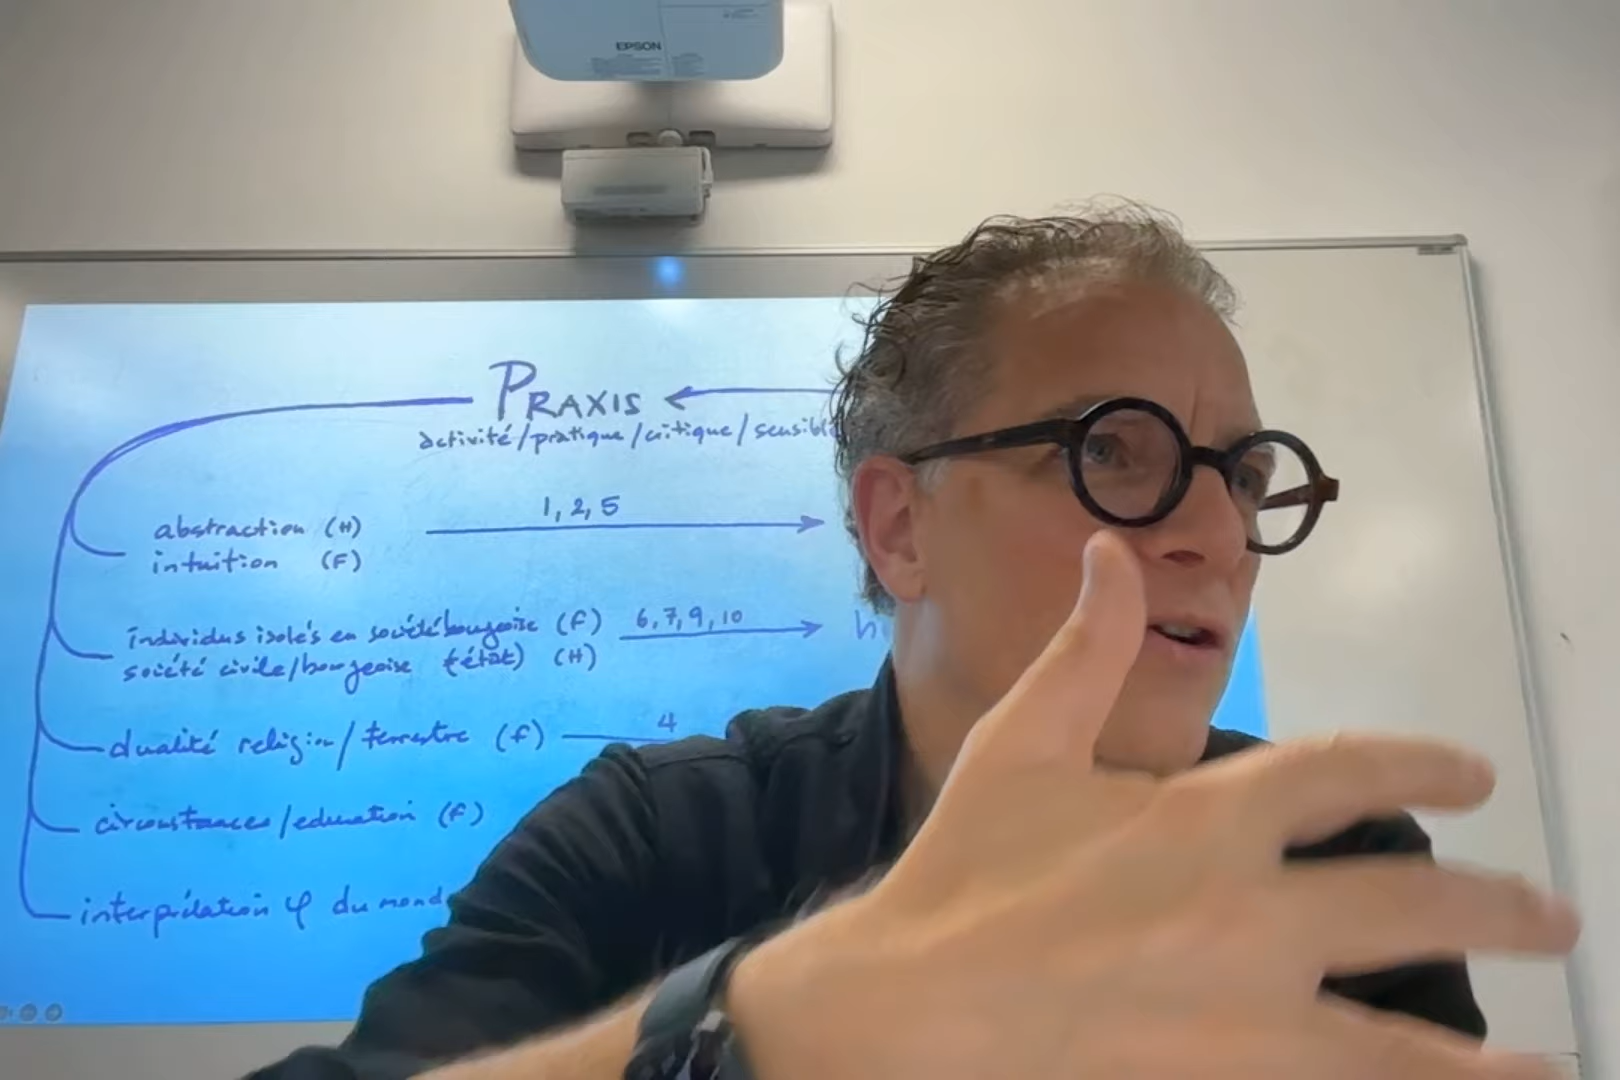 EPSON
PRAXIS
activité/pratique/critique/sensible
1, 2, 5
abstraction (H)
intuition (F)
individus isolés en société bourgeoise (F) 6, 7, 9, 10
société civile/bourgeoise (état) (H)
dualité religion/terrestre (F) 4
circonstances/education (F)
interprétation φ du monde